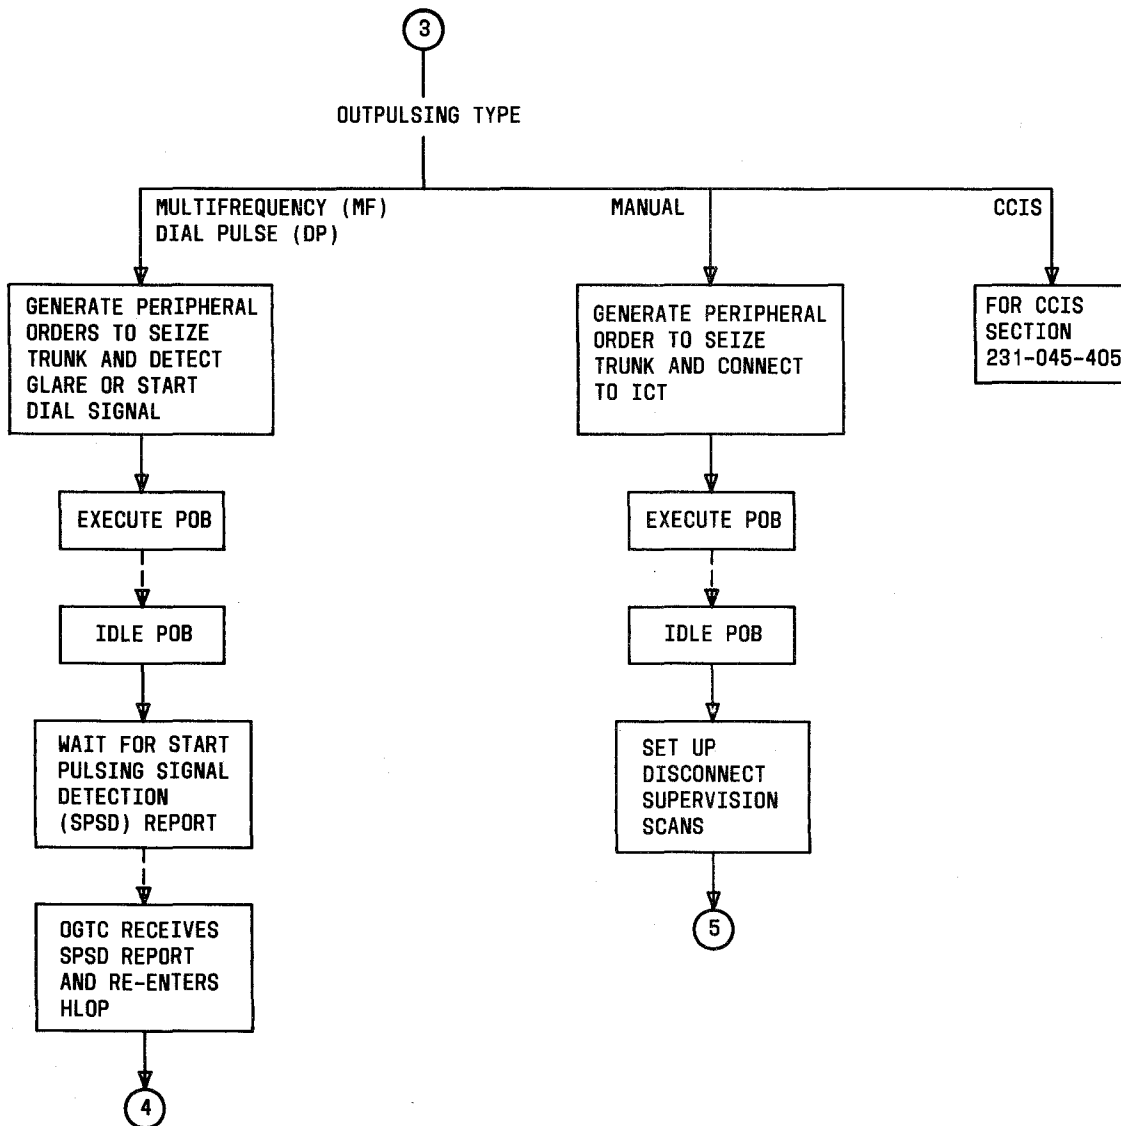 3
OUTPULSING TYPE
MULTIFREQUENCY (MF)
DIAL PULSE (DP)
MANUAL
CCIS
GENERATE PERIPHERAL
ORDERS TO SEIZE
TRUNK AND DETECT
GLARE OR START
DIAL SIGNAL
GENERATE PERIPHERAL
ORDER TO SEIZE
TRUNK AND CONNECT
TO ICT
FOR CCIS
SECTION
231-045-405
EXECUTE POB
EXECUTE POB
IDLE POB
IDLE POB
WAIT FOR START
PULSING SIGNAL
DETECTION
(SPSD) REPORT
SET UP
DISCONNECT
SUPERVISION
SCANS
OGTC RECEIVES
SPSD REPORT
AND RE-ENTERS
HLOP
5
4